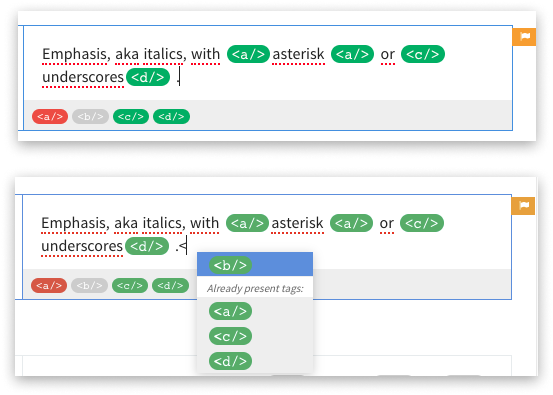 Emphasis, aka italics, with <a/> asterisk <a/> or <c/>
underscores <d/> .
<a/> <b/> <c/> <d/>
Emphasis, aka italics, with <a/> asterisk <a/> or <c/>
underscores <d/> .<
<b/>
<a/> <b/> <c/> <d/>
Already present tags:
<a/>
<c/>
<d/>